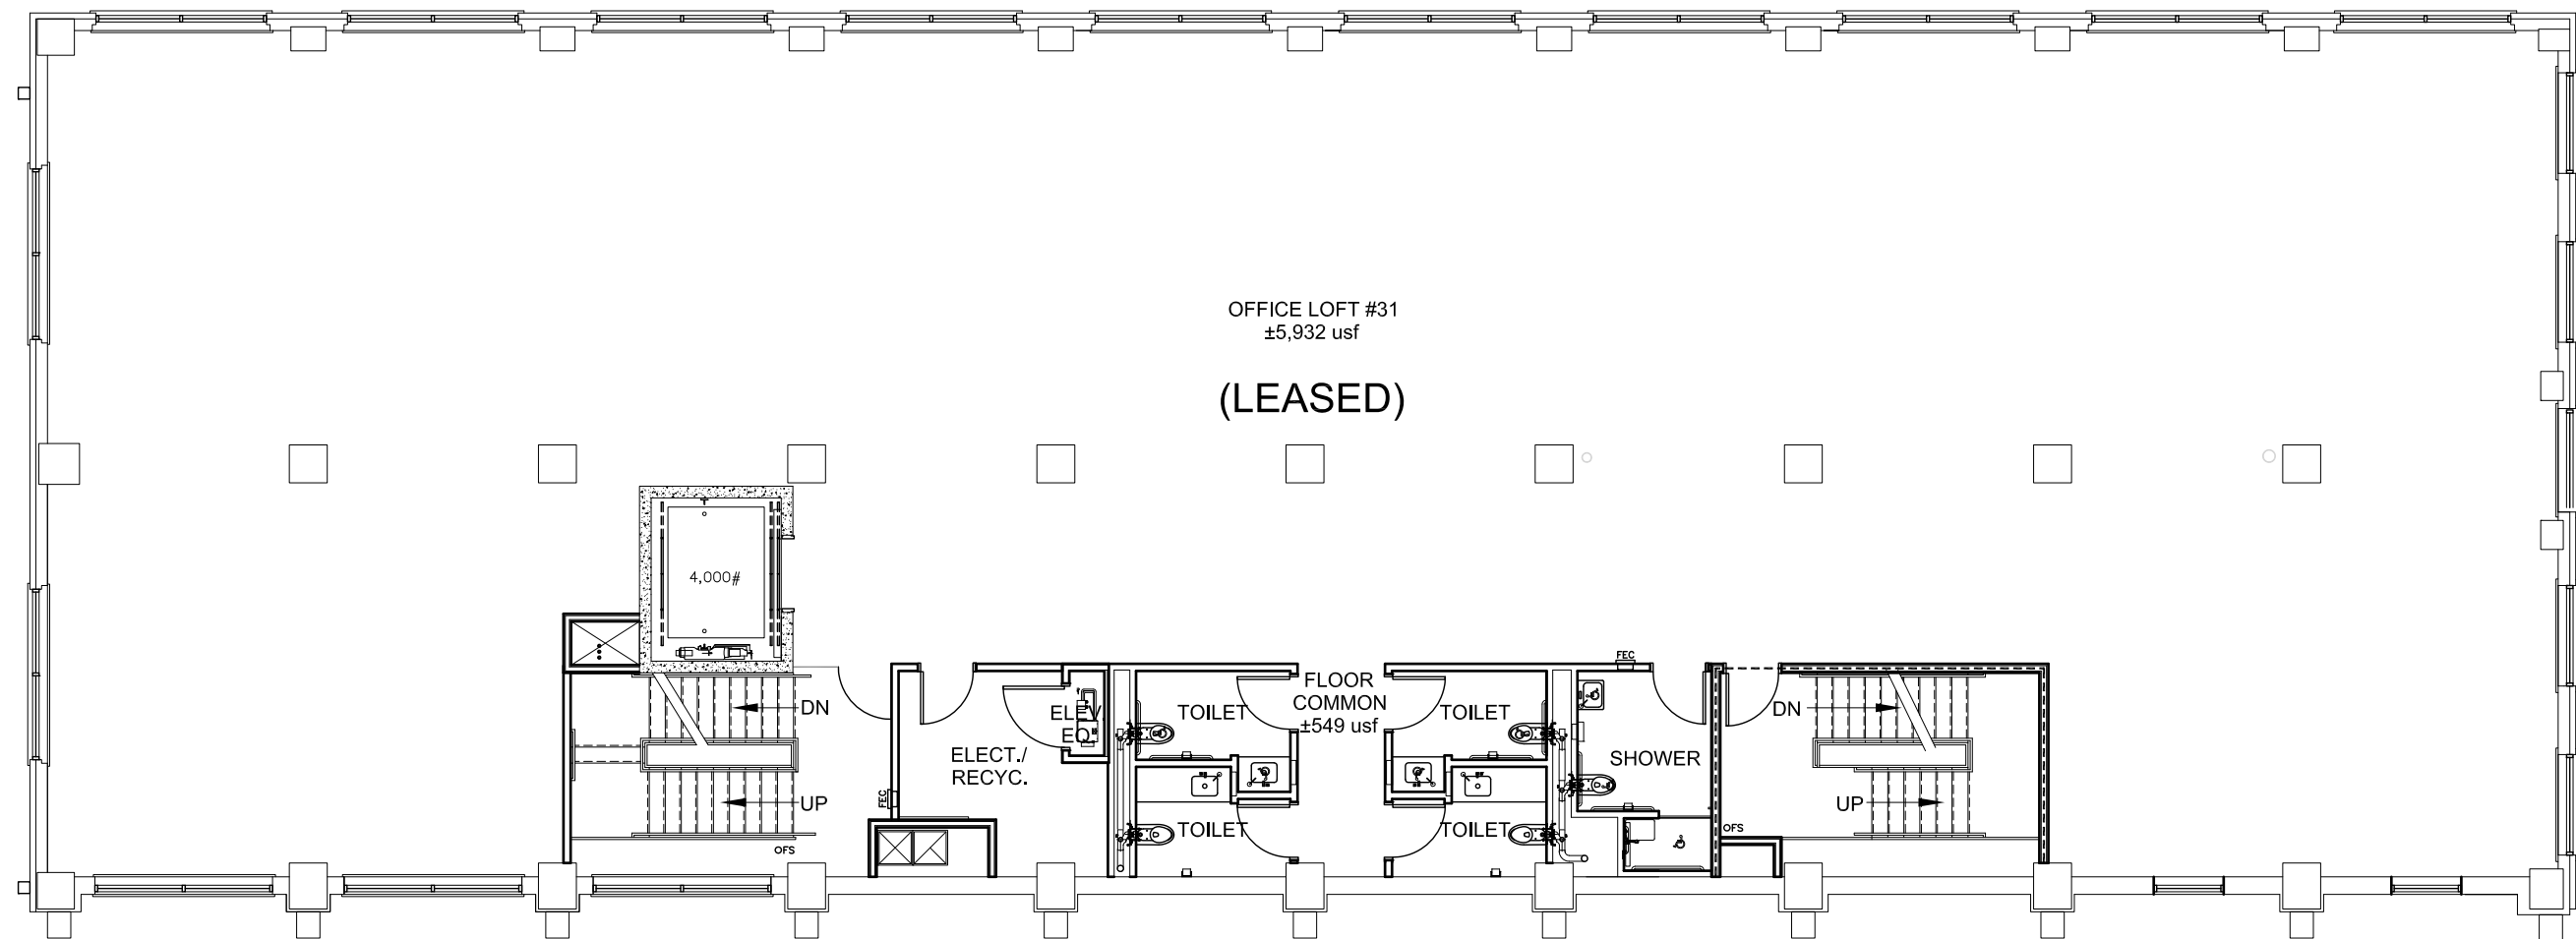 OFFICE LOFT #31
±5,932 usf
(LEASED)
4,000#
FEC
FLOOR
COMMON
±549 usf
DN
ELEV.
EQ.
TOILET
TOILET
DN
ELECT./
RECYC.
SHOWER
UP
FEC
UP
TOILET
TOILET
OFS
OFS